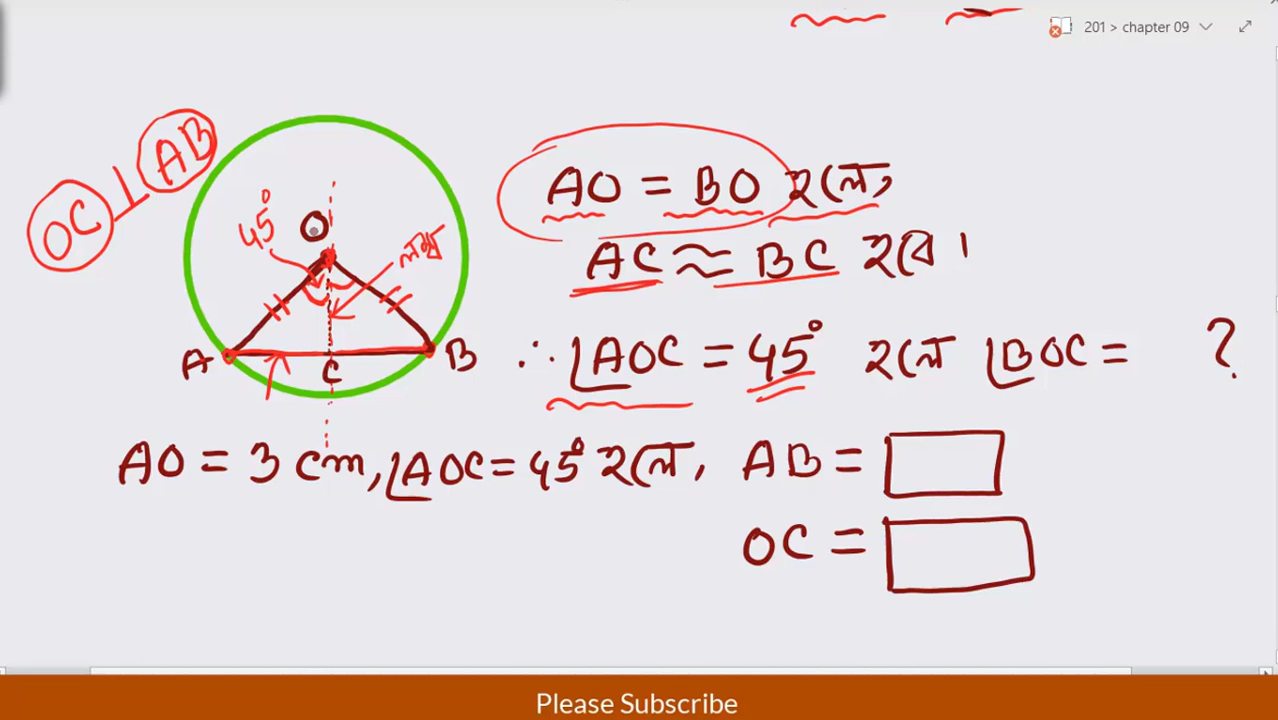 201 > chapter 09
OC ⊥ AB
AO = BO হলে,
AC ≈ BC হবে।
45°
O
লম্ব
A
B
C
∴ ∠AOC = 45° হলে ∠BOC = ?
AO = 3 cm, ∠AOC = 45° হলে, AB =
OC =
Please Subscribe